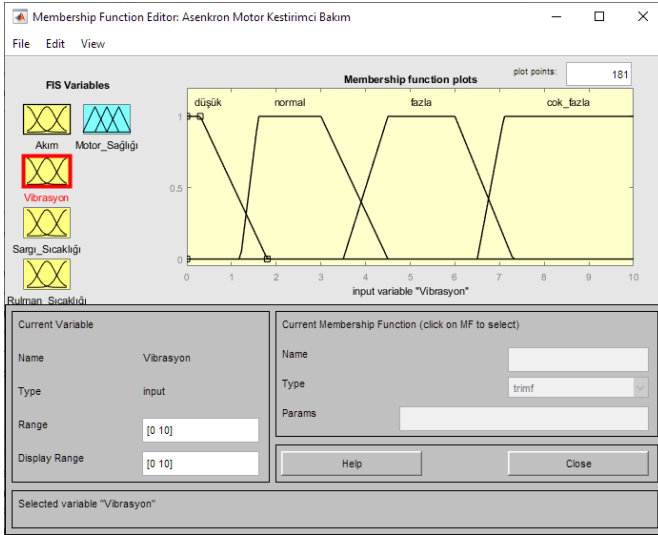 Membership Function Editor: Asenkron Motor Kestirimci Bakım
File Edit View
FIS Variables
Akım Motor_Sağlığı
Vibrasyon
Sargı_Sıcaklığı
Rulman_Sıcaklığı
Membership function plots
plot points: 181
düşük normal fazla cok_fazla
1
0.5
0
0 1 2 3 4 5 6 7 8 9 10
input variable "Vibrasyon"
Current Variable
Name Vibrasyon
Type input
Range [0 10]
Display Range [0 10]
Current Membership Function (click on MF to select)
Name
Type trimf
Params
Help Close
Selected variable "Vibrasyon"